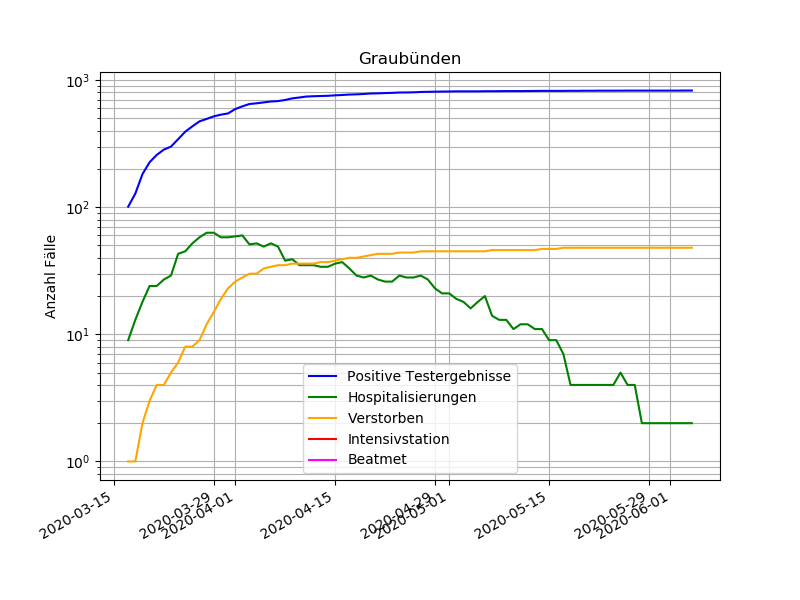 Graubünden
Anzahl Fälle
10³
10²
10¹
10⁰
Positive Testergebnisse
Hospitalisierungen
Verstorben
Intensivstation
Beatmet
2020-03-15
2020-03-29
2020-04-01
2020-04-15
2020-04-29
2020-05-01
2020-05-15
2020-05-29
2020-06-01